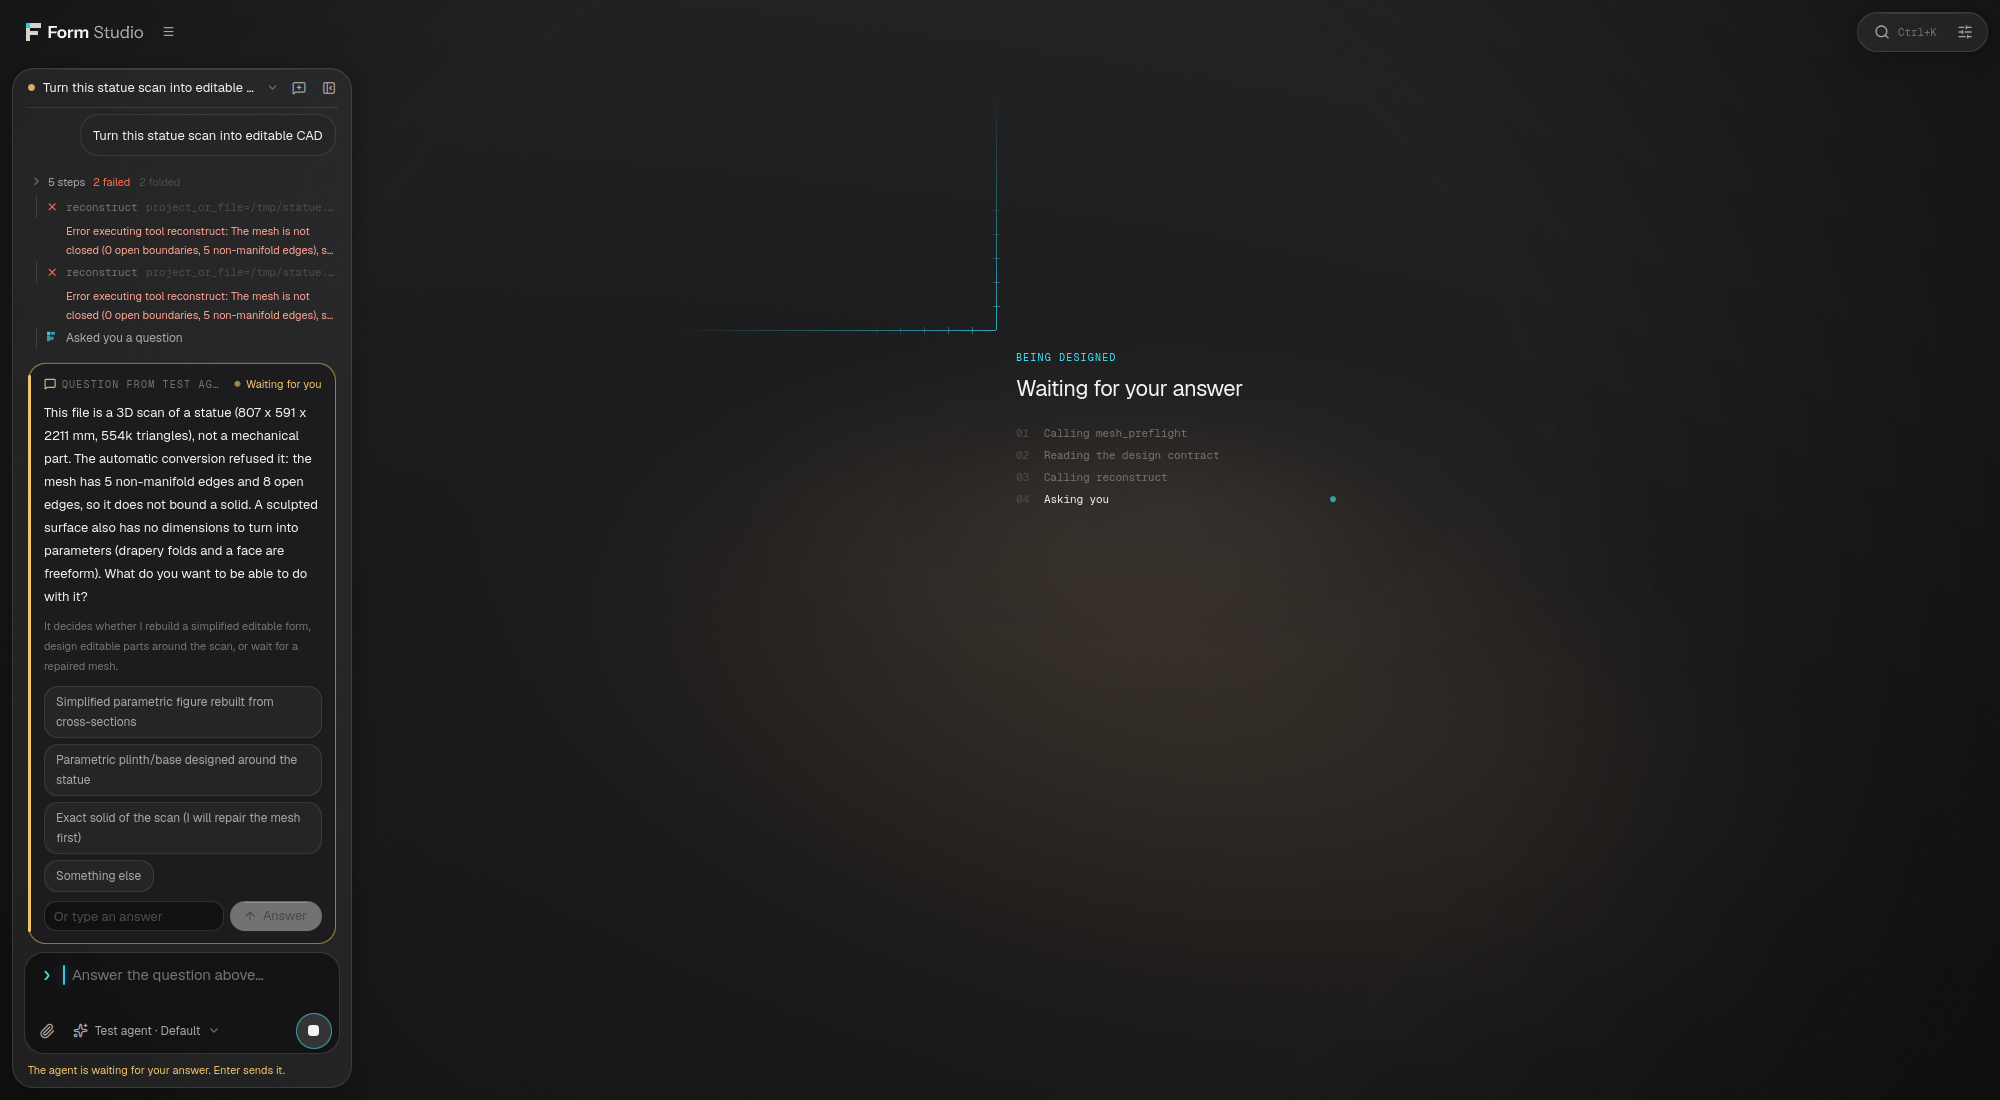 Form Studio
Ctrl+K
Turn this statue scan into editable ...
Turn this statue scan into editable CAD
5 steps 2 failed 2 folded
reconstruct project_or_file=/tmp/statue....
Error executing tool reconstruct: The mesh is not
closed (0 open boundaries, 5 non-manifold edges), s...
reconstruct project_or_file=/tmp/statue....
Error executing tool reconstruct: The mesh is not
closed (0 open boundaries, 5 non-manifold edges), s...
Asked you a question
QUESTION FROM TEST AG... Waiting for you
This file is a 3D scan of a statue (807 x 591 x
2211 mm, 554k triangles), not a mechanical
part. The automatic conversion refused it: the
mesh has 5 non-manifold edges and 8 open
edges, so it does not bound a solid. A sculpted
surface also has no dimensions to turn into
parameters (drapery folds and a face are
freeform). What do you want to be able to do
with it?
It decides whether I rebuild a simplified editable form,
design editable parts around the scan, or wait for a
repaired mesh.
Simplified parametric figure rebuilt from
cross-sections
Parametric plinth/base designed around the
statue
Exact solid of the scan (I will repair the mesh
first)
Something else
Or type an answer
Answer
Answer the question above...
Test agent · Default
The agent is waiting for your answer. Enter sends it.
BEING DESIGNED
Waiting for your answer
01 Calling mesh_preflight
02 Reading the design contract
03 Calling reconstruct
04 Asking you